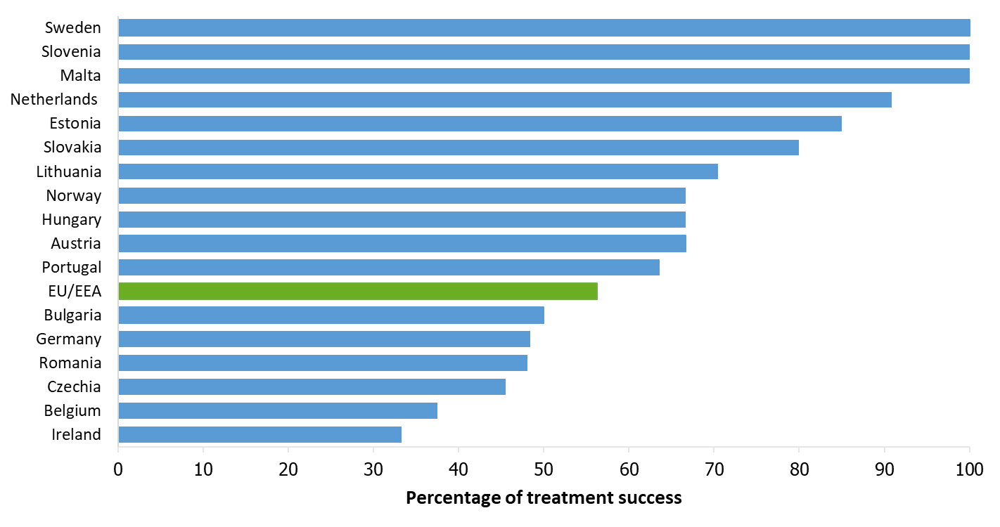 Sweden
Slovenia
Malta
Netherlands
Estonia
Slovakia
Lithuania
Norway
Hungary
Austria
Portugal
EU/EEA
Bulgaria
Germany
Romania
Czechia
Belgium
Ireland
0 10 20 30 40 50 60 70 80 90 100
Percentage of treatment success